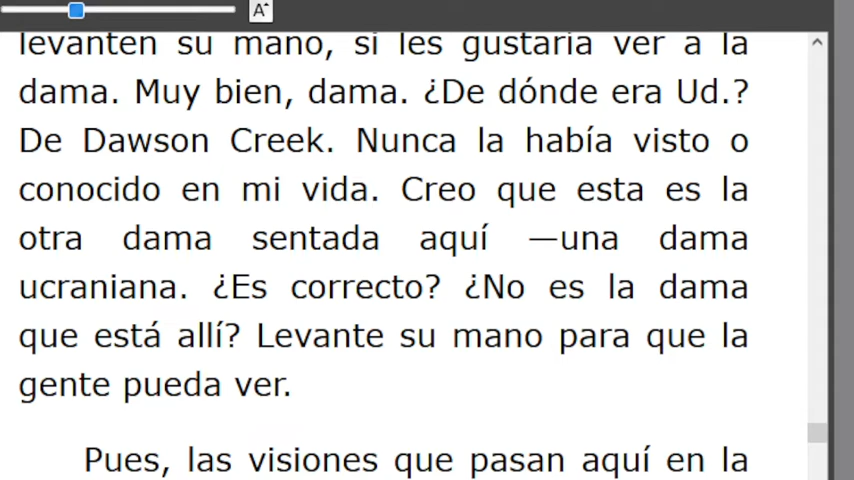 A
levanten su mano, si les gustaría ver a la
dama. Muy bien, dama. ¿De dónde era Ud.?
De Dawson Creek. Nunca la había visto o
conocido en mi vida. Creo que esta es la
otra dama sentada aquí —una dama
ucraniana. ¿Es correcto? ¿No es la dama
que está allí? Levante su mano para que la
gente pueda ver.
Pues, las visiones que pasan aquí en la